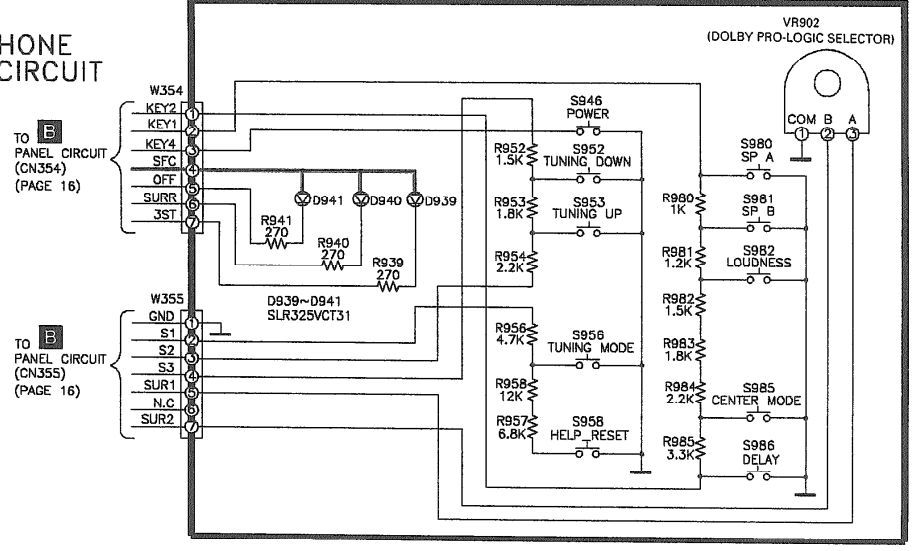 HONE
CIRCUIT
VR902
(DOLBY PRO-LOGIC SELECTOR)
COM B A
1 2 3
W354
TO B
PANEL CIRCUIT
(CN354)
(PAGE 16)
KEY2 1
KEY1 2
KEY4 3
SFC 4
OFF 5
SURR 6
3ST 7
D941
D940
D939
R941
270
R940
270
R939
270
D939~D941
SLR325VCT31
W355
TO B
PANEL CIRCUIT
(CN355)
(PAGE 16)
GND 1
S1 2
S2 3
S3 4
SUR1 5
N.C 6
SUR2 7
S946
POWER
R952
1.5K
S952
TUNING DOWN
R953
1.8K
S953
TUNING UP
R954
2.2K
R956
4.7K
S956
TUNING MODE
R958
12K
R957
6.8K
S958
HELP RESET
S980
SP A
R980
1K
S981
SP B
R981
1.2K
S982
LOUDNESS
R982
1.5K
R983
1.8K
R984
2.2K
S985
CENTER MODE
R985
3.3K
S986
DELAY